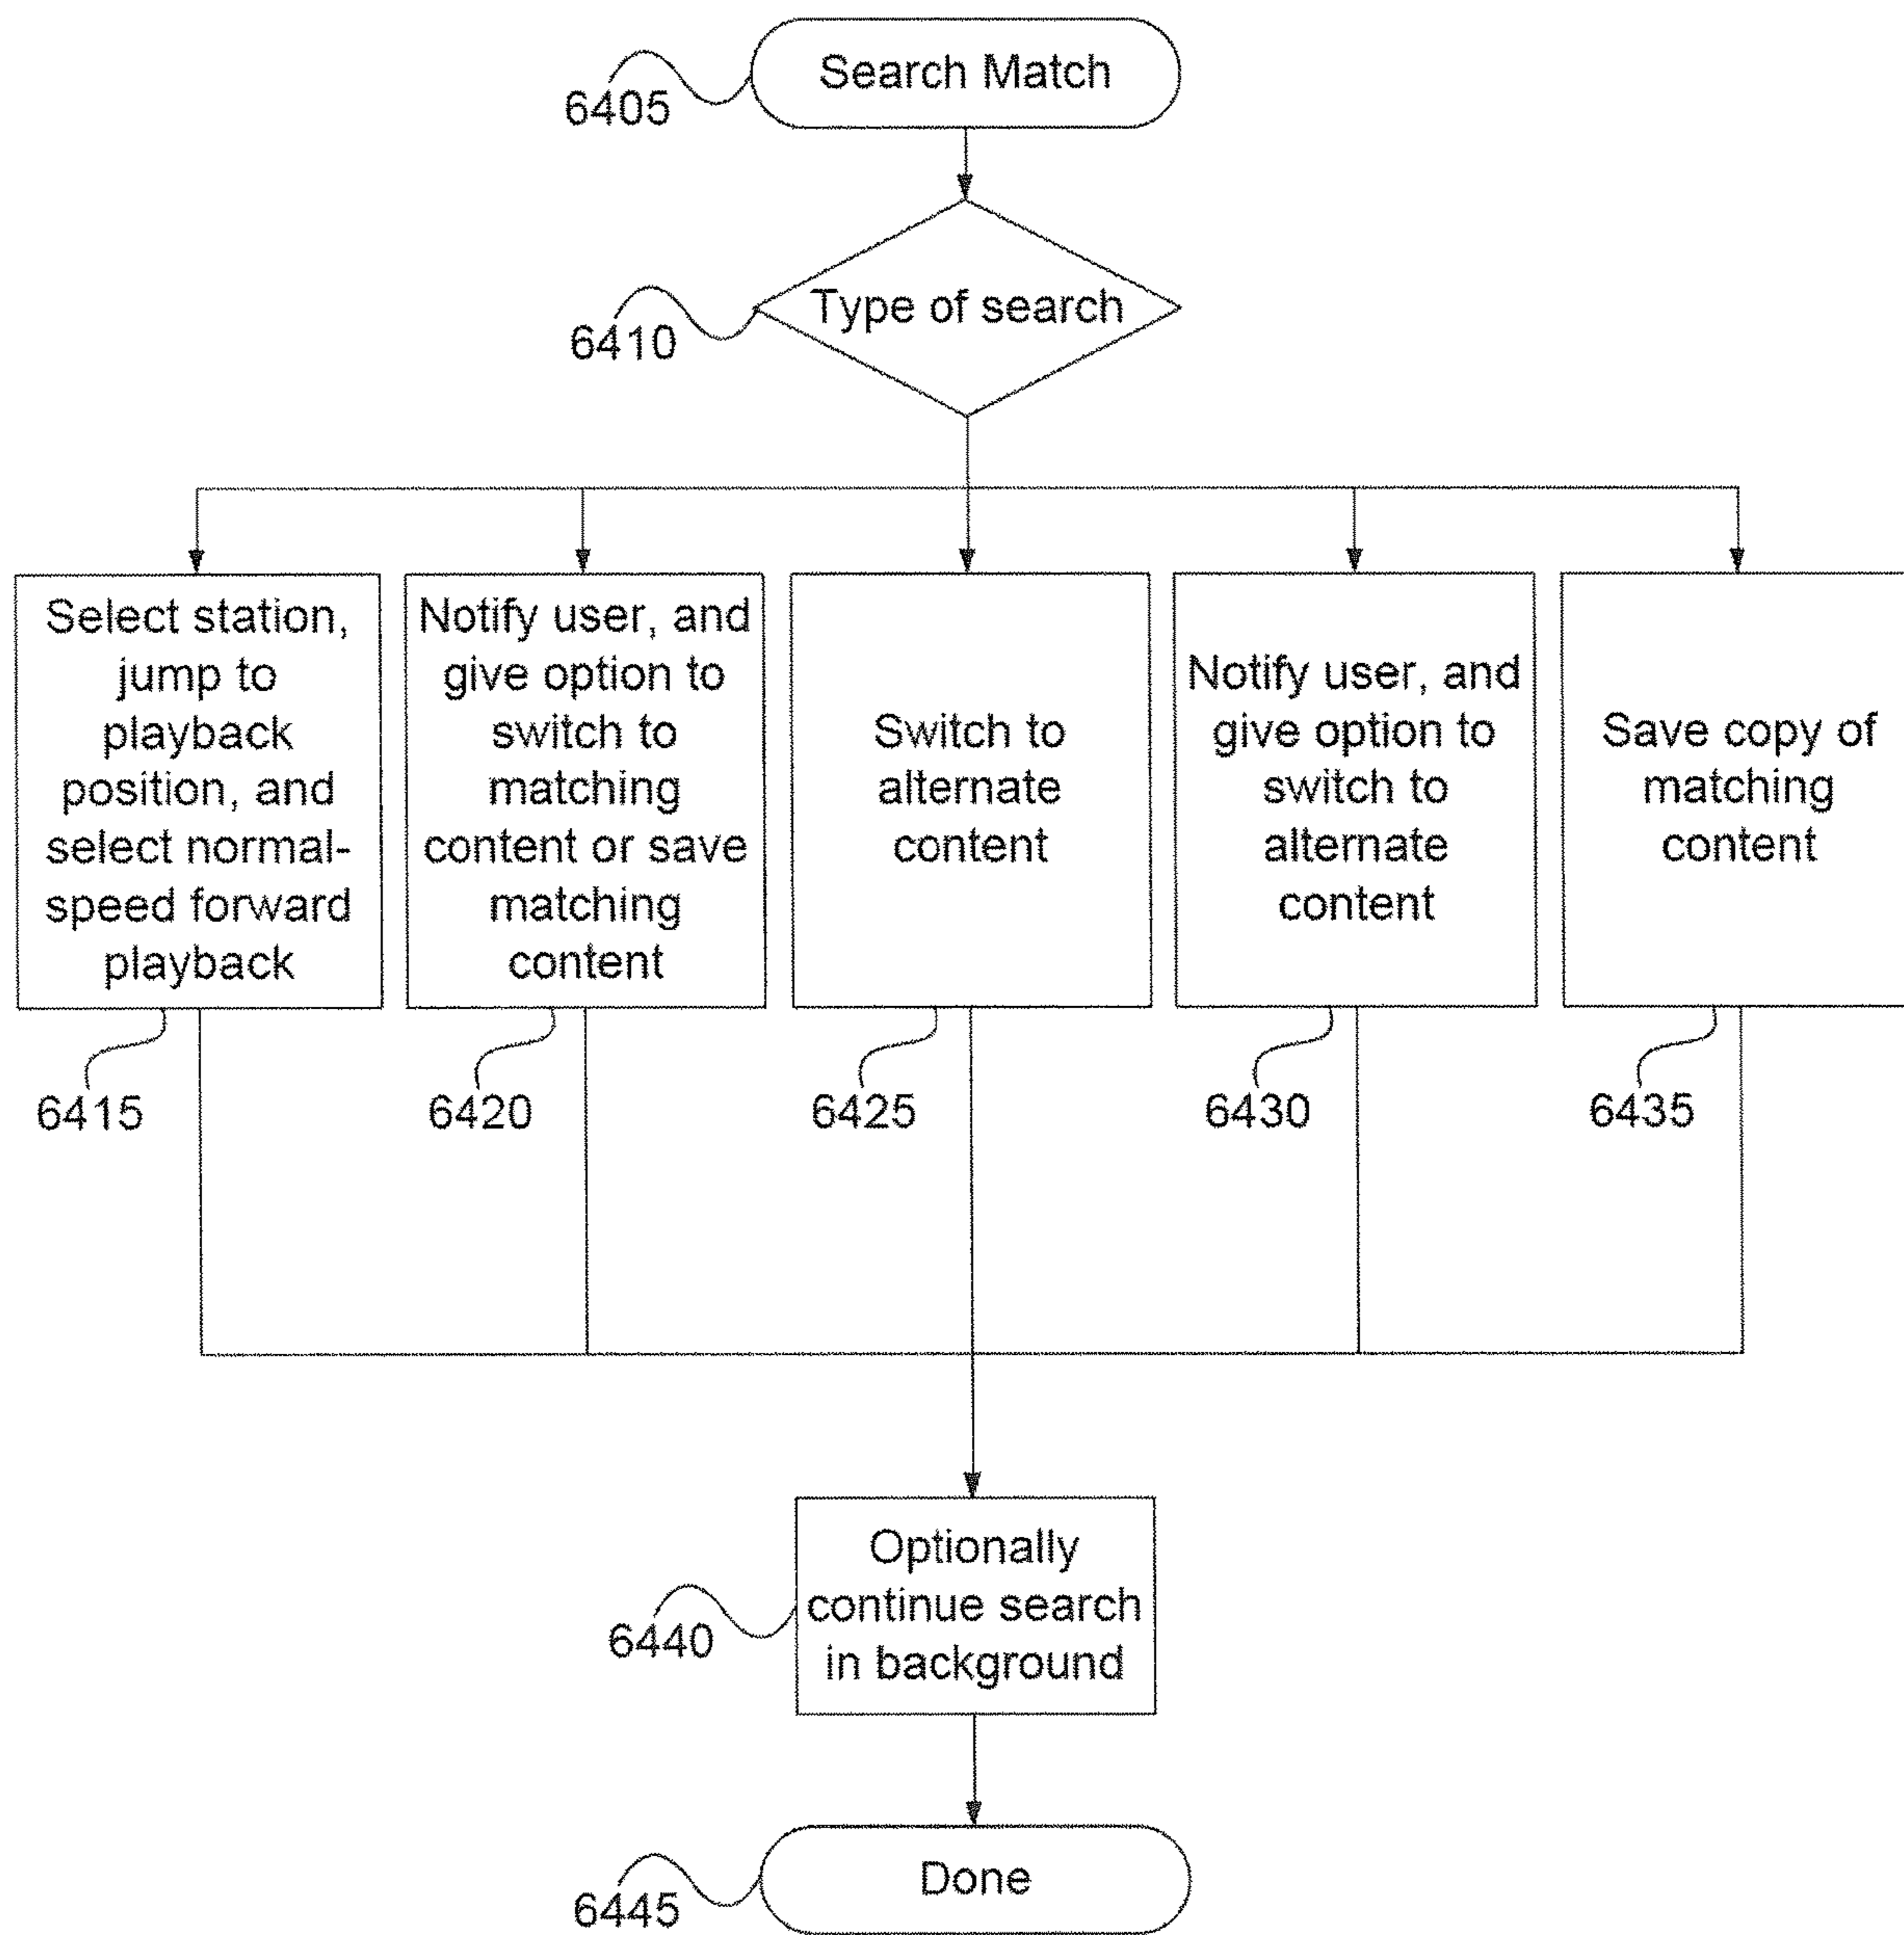 Search Match
6405
Type of search
6410
Select station,
jump to
playback
position, and
select normal-
speed forward
playback
6415
Notify user, and
give option to
switch to
matching
content or save
matching
content
6420
Switch to
alternate
content
6425
Notify user, and
give option to
switch to
alternate
content
6430
Save copy of
matching
content
6435
Optionally
continue search
in background
6440
Done
6445